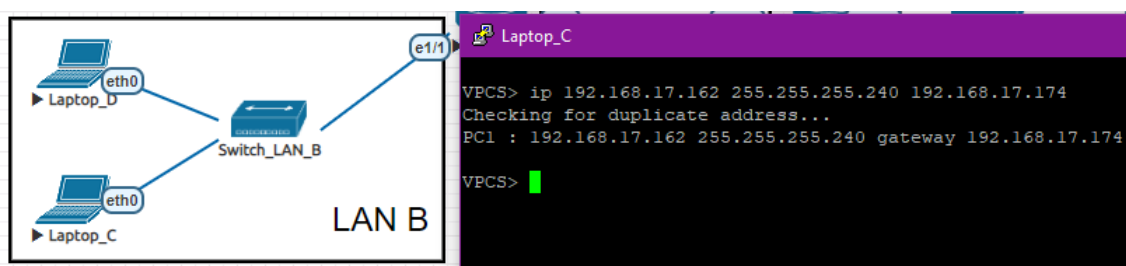 eth0
Laptop_D
Switch_LAN_B
eth0
Laptop_C
LAN B
e1/1
Laptop_C
VPCS> ip 192.168.17.162 255.255.255.240 192.168.17.174
Checking for duplicate address...
PC1 : 192.168.17.162 255.255.255.240 gateway 192.168.17.174
VPCS>